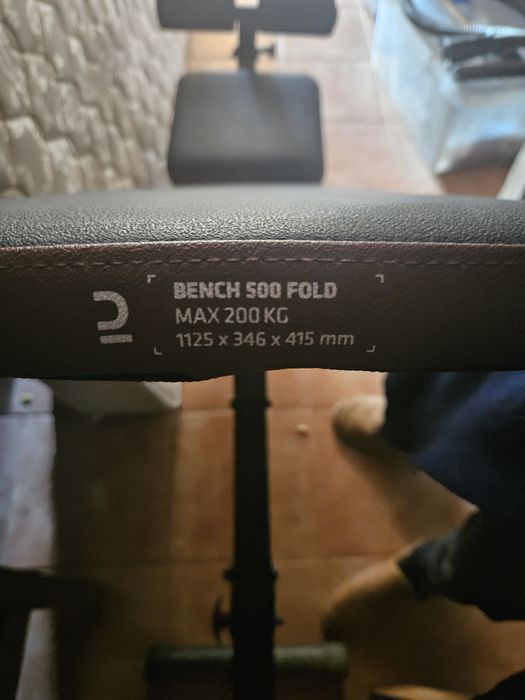 BENCH 500 FOLD
MAX 200 KG
1125 x 346 x 415 mm